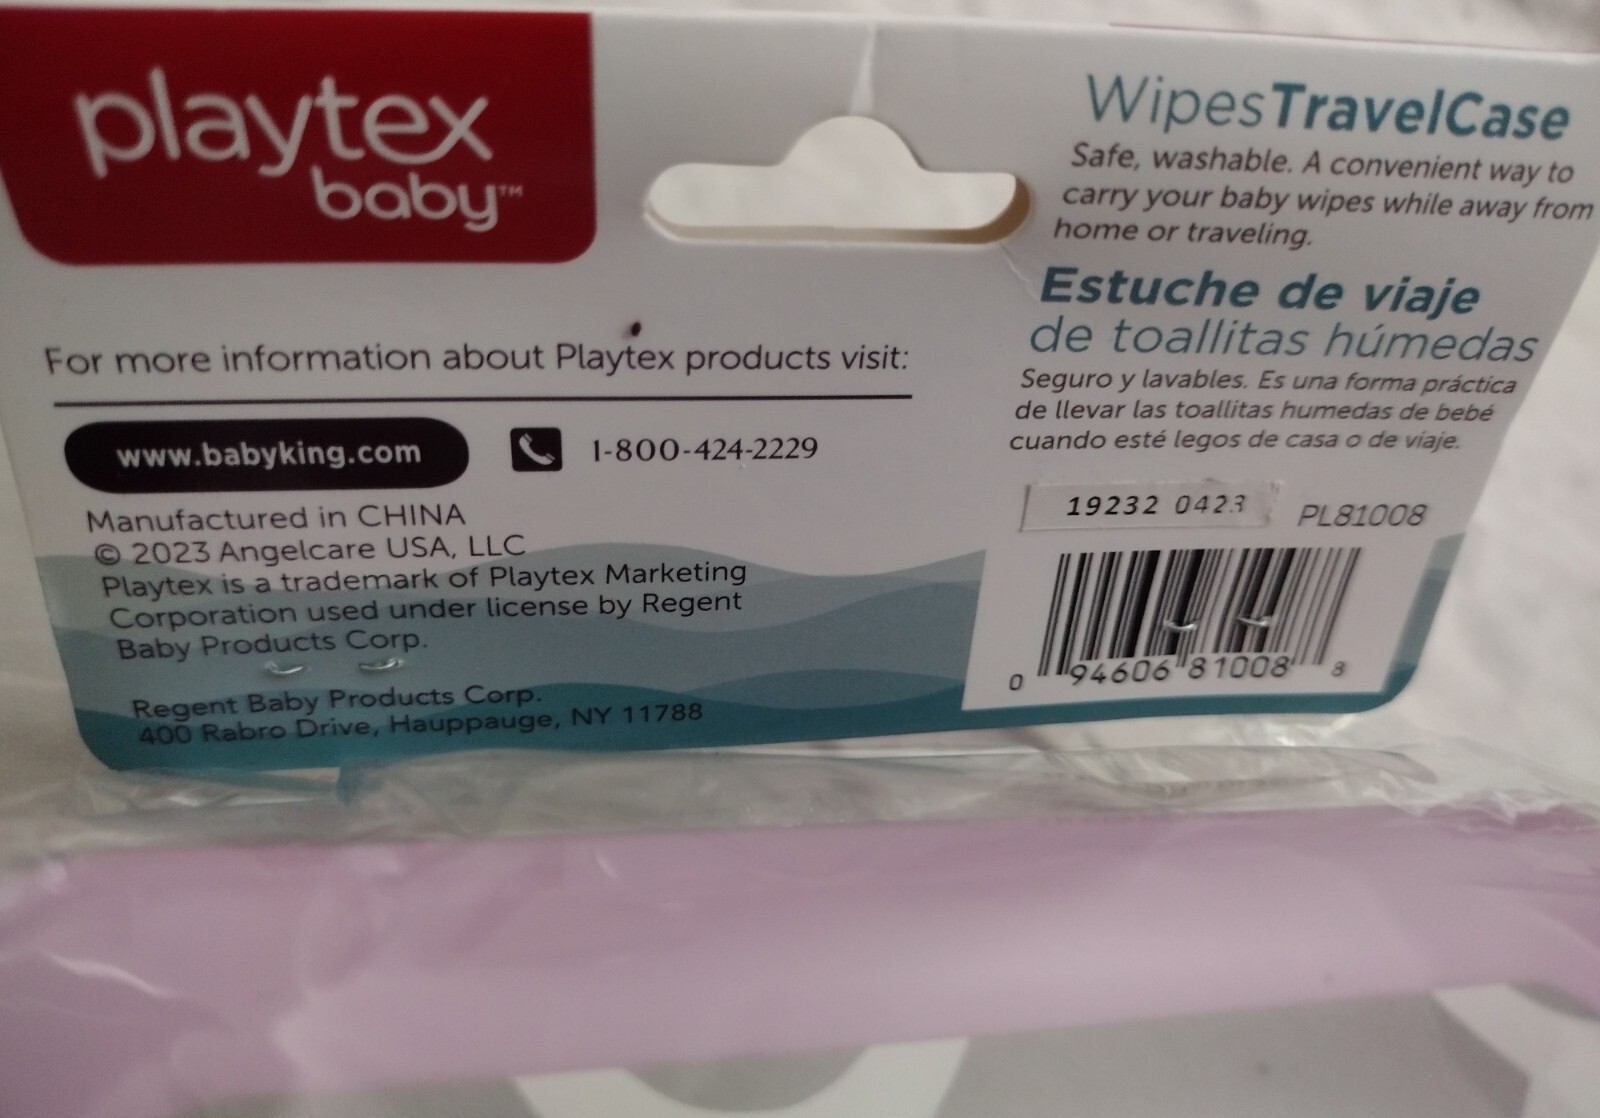 playtex
baby™
For more information about Playtex products visit:
www.babyking.com
1-800-424-2229
Manufactured in CHINA
© 2023 Angelcare USA, LLC
Playtex is a trademark of Playtex Marketing
Corporation used under license by Regent
Baby Products Corp.
Regent Baby Products Corp.
400 Rabro Drive, Hauppauge, NY 11788
WipesTravelCase
Safe, washable. A convenient way to
carry your baby wipes while away from
home or traveling.
Estuche de viaje
de toallitas húmedas
Seguro y lavables. Es una forma práctica
de llevar las toallitas humedas de bebé
cuando esté legos de casa o de viaje.
19232 0423
PL81008
0 94606 81008 8